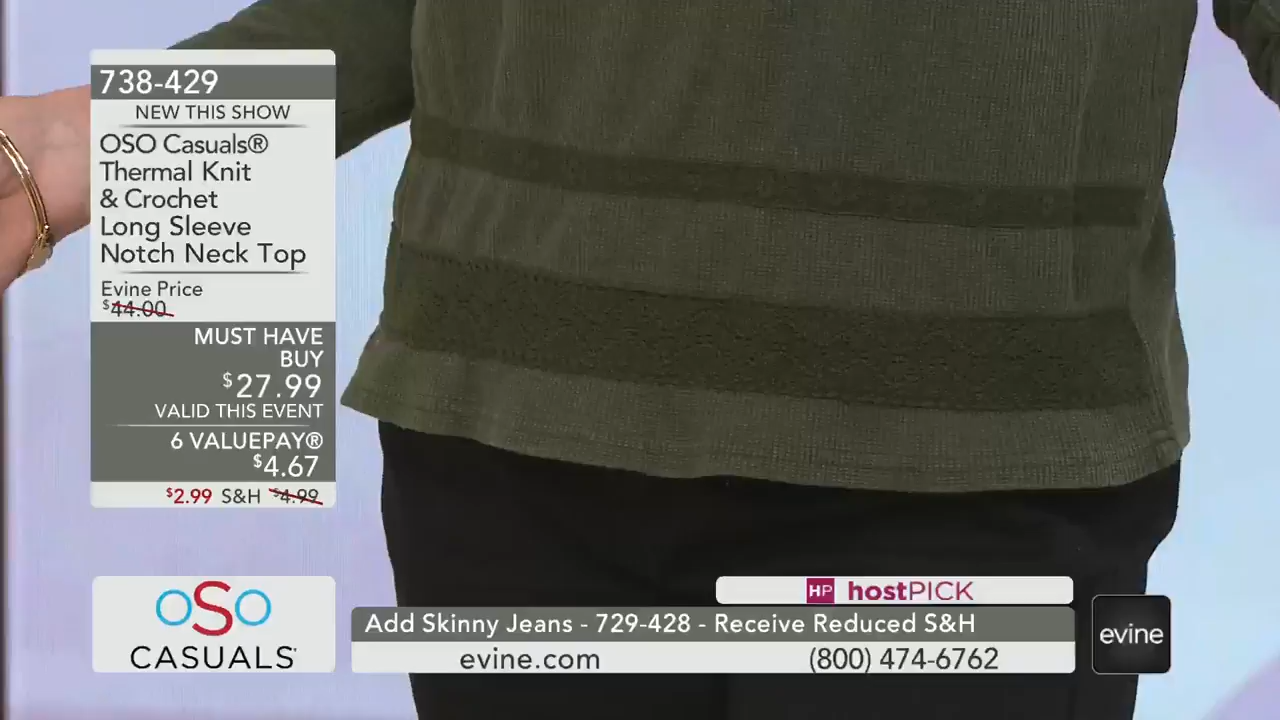 738-429
NEW THIS SHOW
OSO Casuals®
Thermal Knit
& Crochet
Long Sleeve
Notch Neck Top
Evine Price
$44.00
MUST HAVE
BUY
$27.99
VALID THIS EVENT
6 VALUEPAY®
$4.67
$2.99 S&H $4.99
OSO
CASUALS
HP hostPICK
Add Skinny Jeans - 729-428 - Receive Reduced S&H
evine.com (800) 474-6762
evine